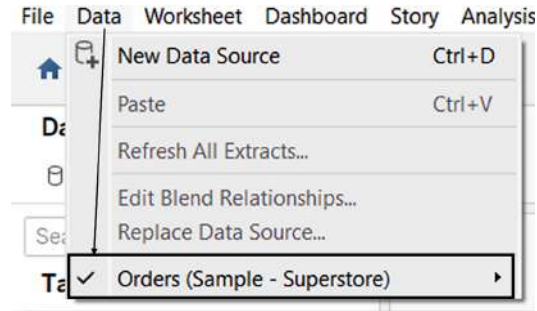 File Data Worksheet Dashboard Story Analysis
New Data Source Ctrl+D
Paste Ctrl+V
Refresh All Extracts...
Edit Blend Relationships...
Replace Data Source...
Orders (Sample - Superstore)